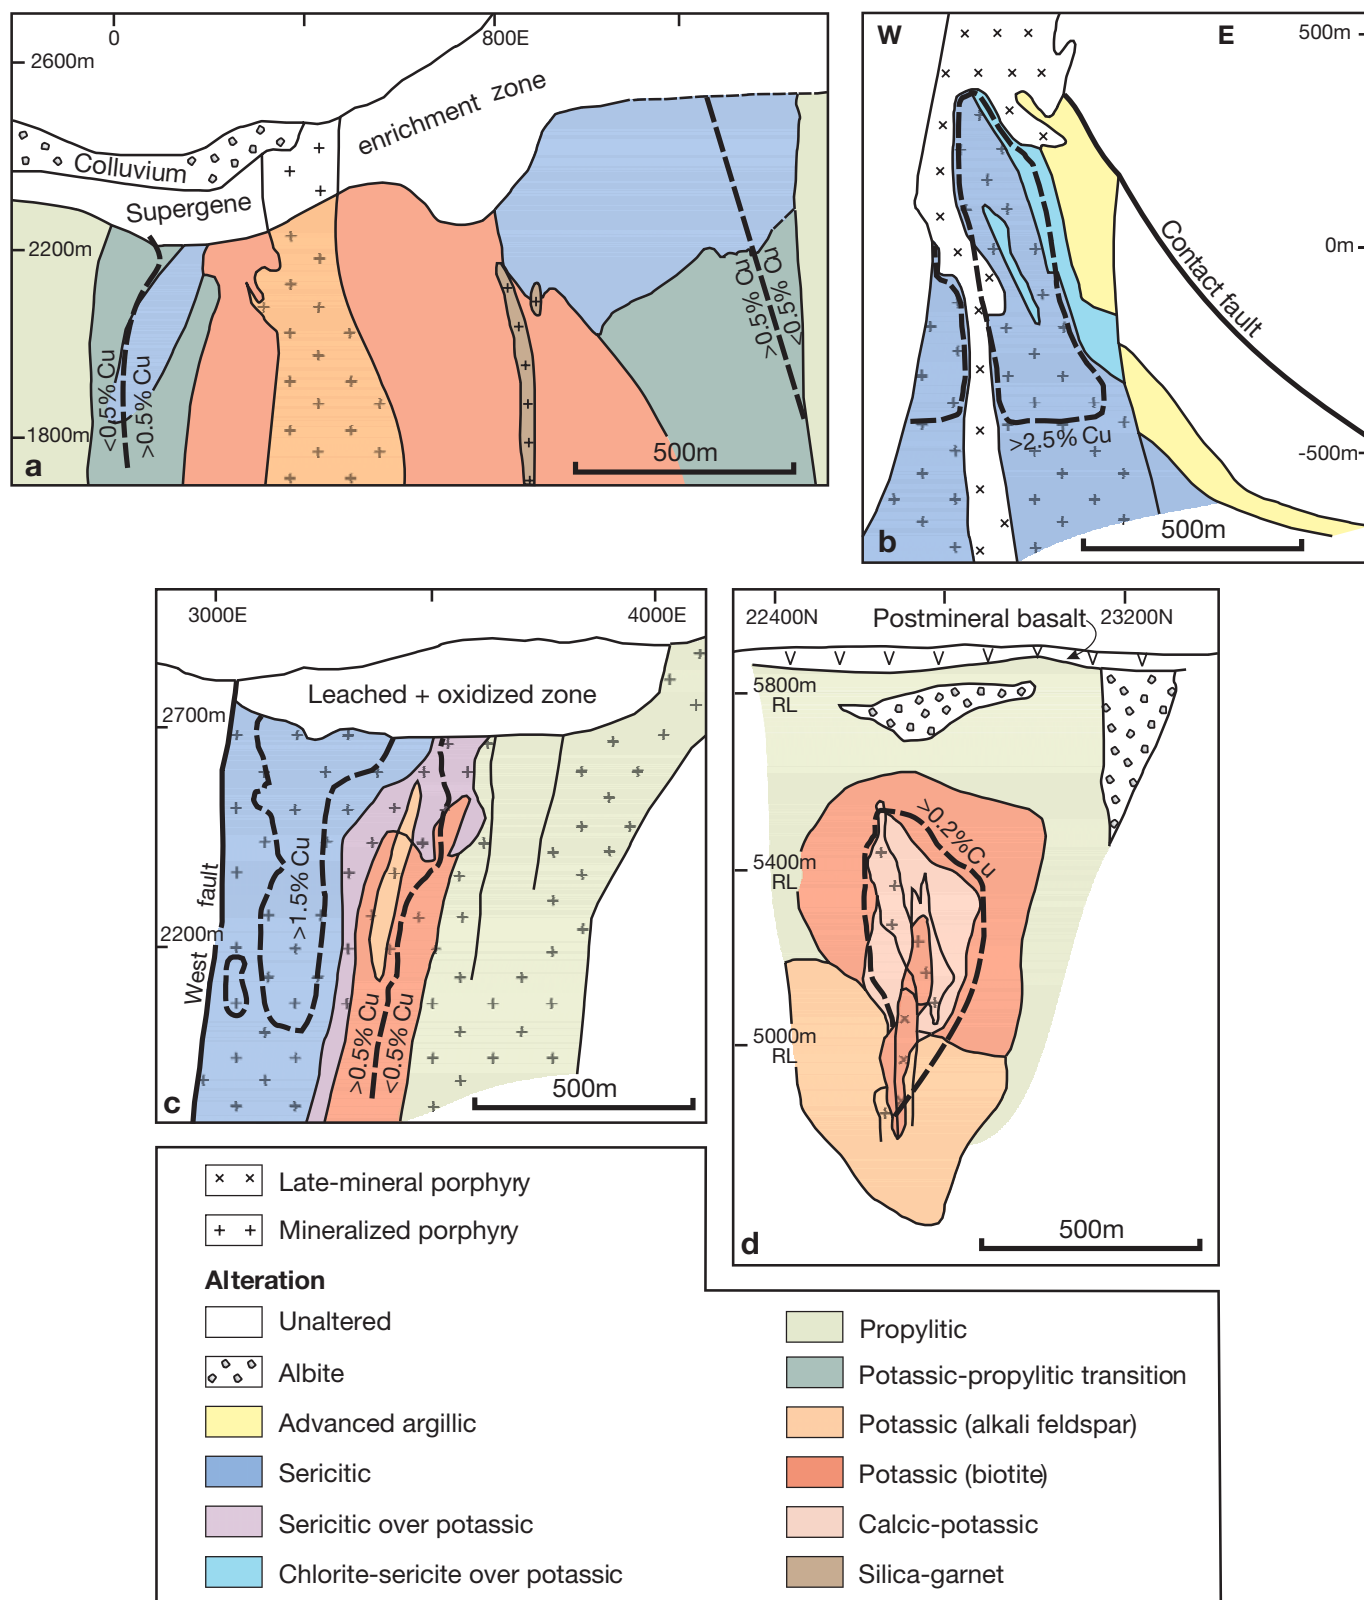 0
800E
2600m
enrichment zone
Colluvium
Supergene
2200m
<0.5% Cu
>0.5% Cu
>0.5% Cu
<0.5% Cu
1800m
500m
a
W
E
500m
0m
Contact fault
>2.5% Cu
-500m
500m
b
3000E
4000E
Leached + oxidized zone
2700m
West fault
>1.5% Cu
2200m
>0.5% Cu
<0.5% Cu
500m
c
22400N
Postmineral basalt
23200N
V V V V V V V V
5800m
RL
>0.2%Cu
5400m
RL
5000m
RL
500m
d
Late-mineral porphyry
Mineralized porphyry
Alteration
Unaltered
Albite
Advanced argillic
Sericitic
Sericitic over potassic
Chlorite-sericite over potassic
Propylitic
Potassic-propylitic transition
Potassic (alkali feldspar)
Potassic (biotite)
Calcic-potassic
Silica-garnet